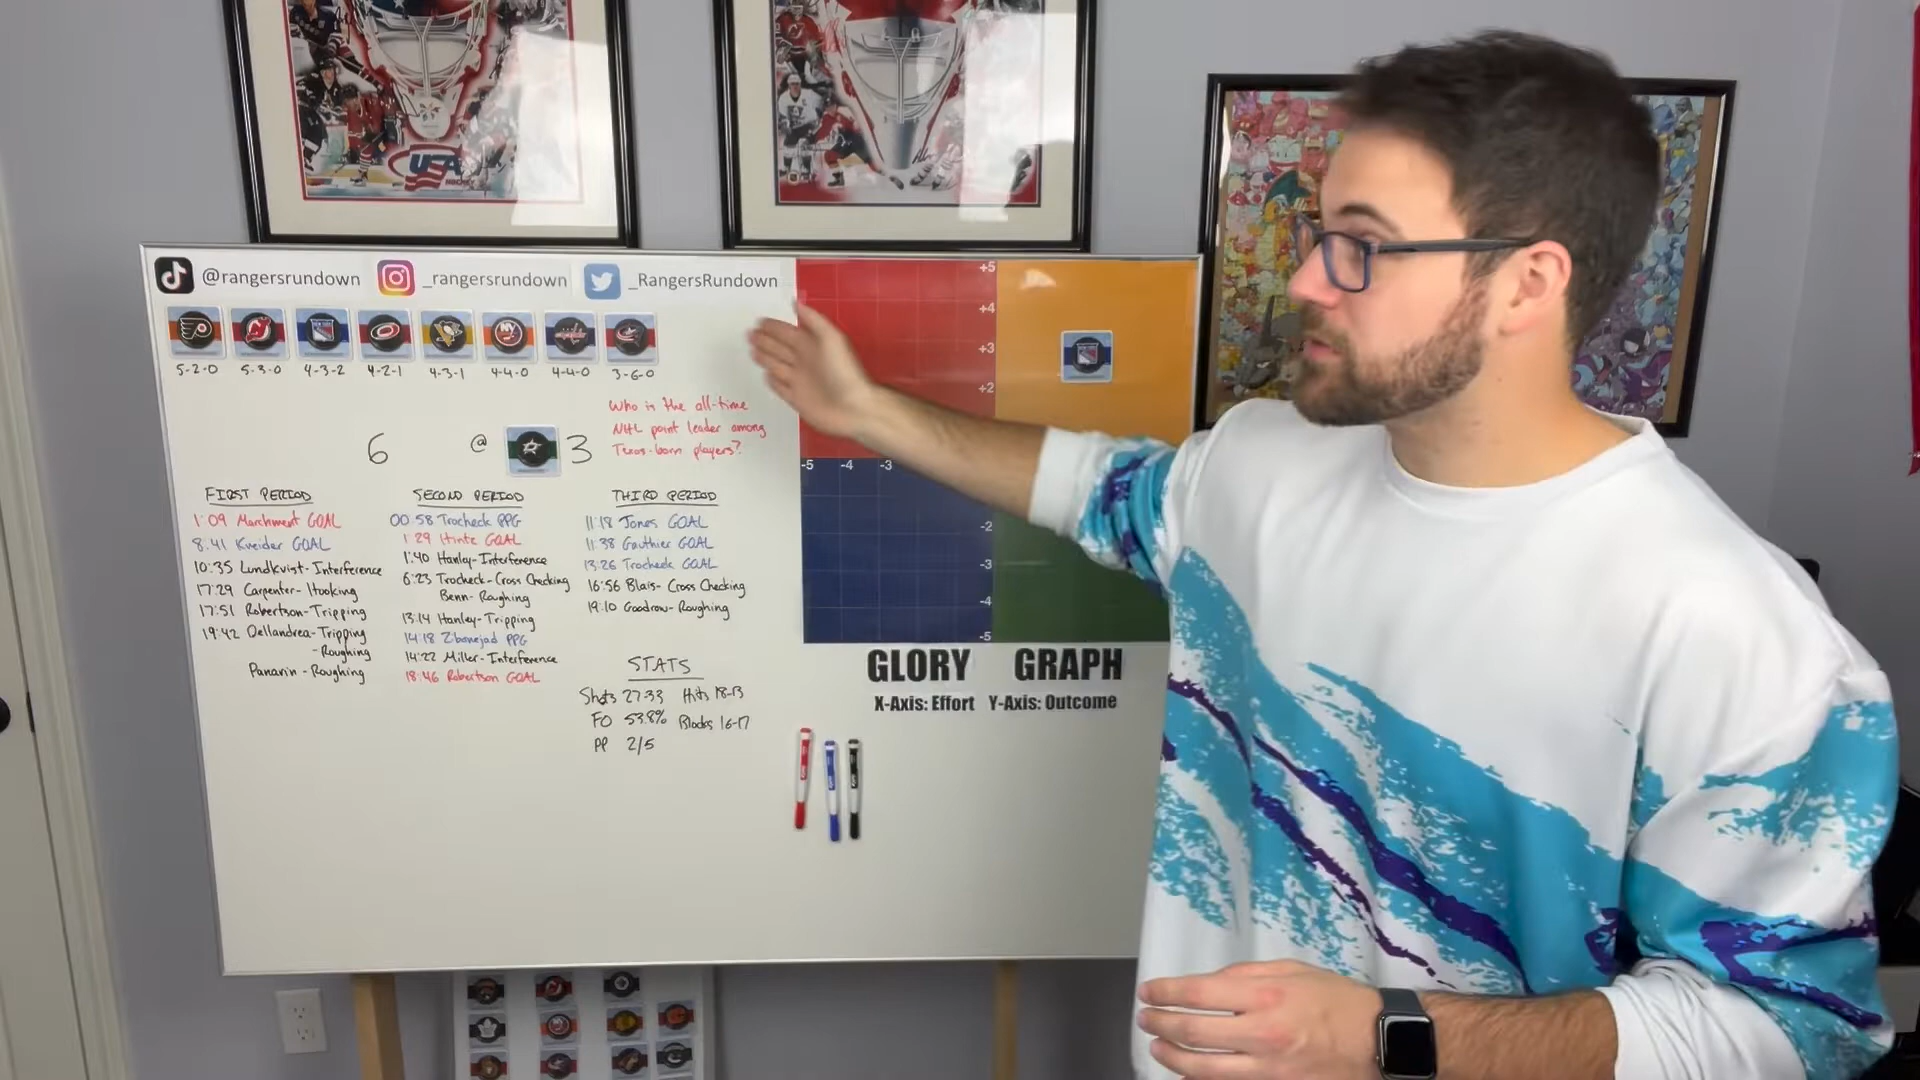 USA
HOCKEY
@rangersrundown
_rangersrundown
_RangersRundown
5-2-0 5-3-0 4-3-2 4-2-1 4-3-1 4-4-0 4-4-0 3-6-0
Who is the all-time
NHL point leader among
Texas-born players?
6 @ 3
FIRST PERIOD
1:09 Marchment GOAL
8:41 Kreider GOAL
10:35 Lundkvist-Interference
17:29 Carpenter-Hooking
17:51 Robertson-Tripping
19:42 Dellandrea-Tripping
-Roughing
Panarin-Roughing
SECOND PERIOD
00:58 Trocheck PPG
1:29 Hintz GOAL
1:40 Hanley-Interference
6:23 Trocheck-Cross Checking
Benn-Roughing
13:14 Hanley-Tripping
14:18 Zibanejad PPG
14:22 Miller-Interference
18:46 Robertson GOAL
THIRD PERIOD
11:18 Jones GOAL
11:38 Gauthier GOAL
13:26 Trocheck GOAL
16:56 Blais-Cross Checking
19:10 Goodrow-Roughing
STATS
Shots 27-33 Hits 18-13
FO 53.8% Blocks 16-17
PP 2/5
+5
+4
+3
+2
-5 -4 -3
-2
-3
-4
-5
GLORY GRAPH
X-Axis: Effort Y-Axis: Outcome